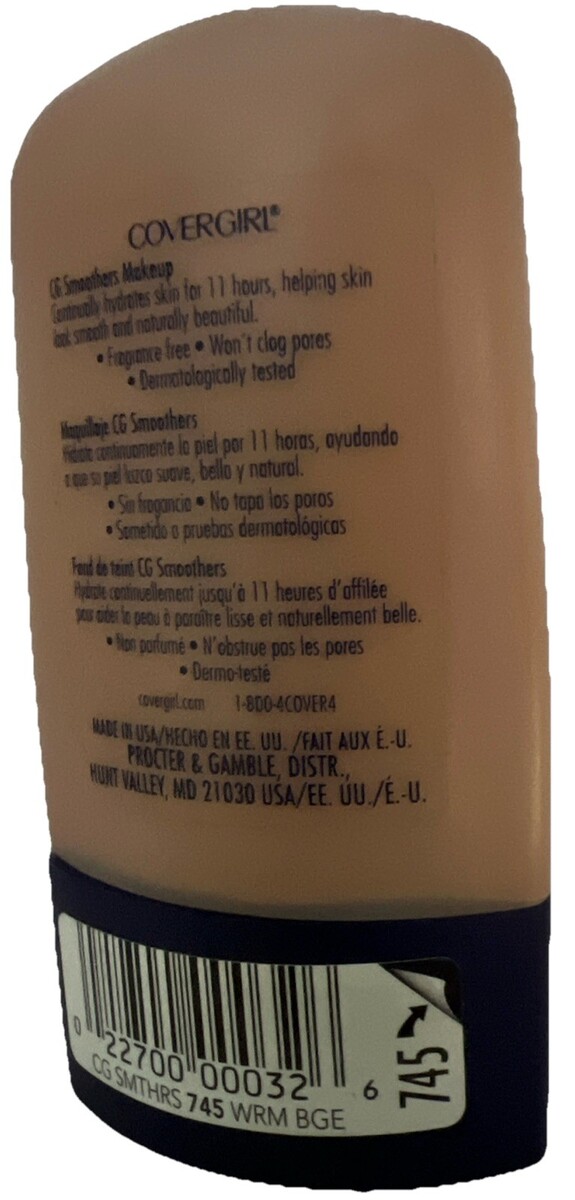 COVERGIRL®
CG Smoothers Makeup
Continually hydrates skin for 11 hours, helping skin
look smooth and naturally beautiful.
• Fragrance free • Won't clog pores
• Dermatologically tested
Maquillaje CG Smoothers
Hidrata continuamente la piel por 11 horas, ayudando
a que su piel luzca suave, bella y natural.
• Sin fragancia • No tapa los poros
• Sometido a pruebas dermatológicas
Fond de teint CG Smoothers
Hydrate continuellement jusqu'à 11 heures d'affilée
pour aider la peau à paraître lisse et naturellement belle.
• Non parfumé • N'obstrue pas les pores
• Dermo-testé
covergirl.com 1-800-4COVER4
MADE IN USA/HECHO EN EE. UU. /FAIT AUX É.-U.
PROCTER & GAMBLE, DISTR.,
HUNT VALLEY, MD 21030 USA/EE. UU./É.-U.
0 22700 00032 6
CG SMTHRS 745 WRM BGE
745